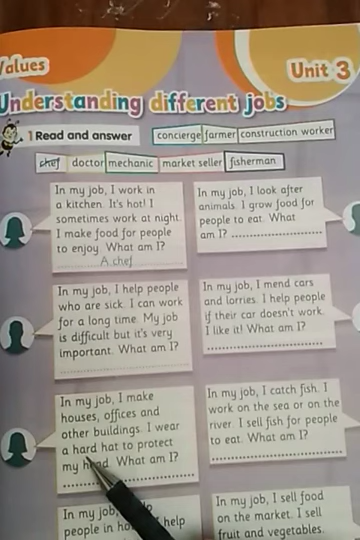 Values
Unit 3
Understanding different jobs
1 Read and answer
concierge farmer construction worker
chef doctor mechanic market seller fisherman
In my job, I work in
a kitchen. It's hot! I
sometimes work at night.
I make food for people
to enjoy. What am I?
A chef
In my job, I look after
animals. I grow food for
people to eat. What
am I?
In my job, I help people
who are sick. I can work
for a long time. My job
is difficult but it's very
important. What am I?
In my job, I mend cars
and lorries. I help people
if their car doesn't work.
I like it! What am I?
In my job, I make
houses, offices and
other buildings. I wear
a hard hat to protect
my head. What am I?
In my job, I catch fish. I
work on the sea or on the
river. I sell fish for people
to eat. What am I?
In my job, I help
people in help
In my job, I sell food
on the market. I sell
fruit and vegetables.